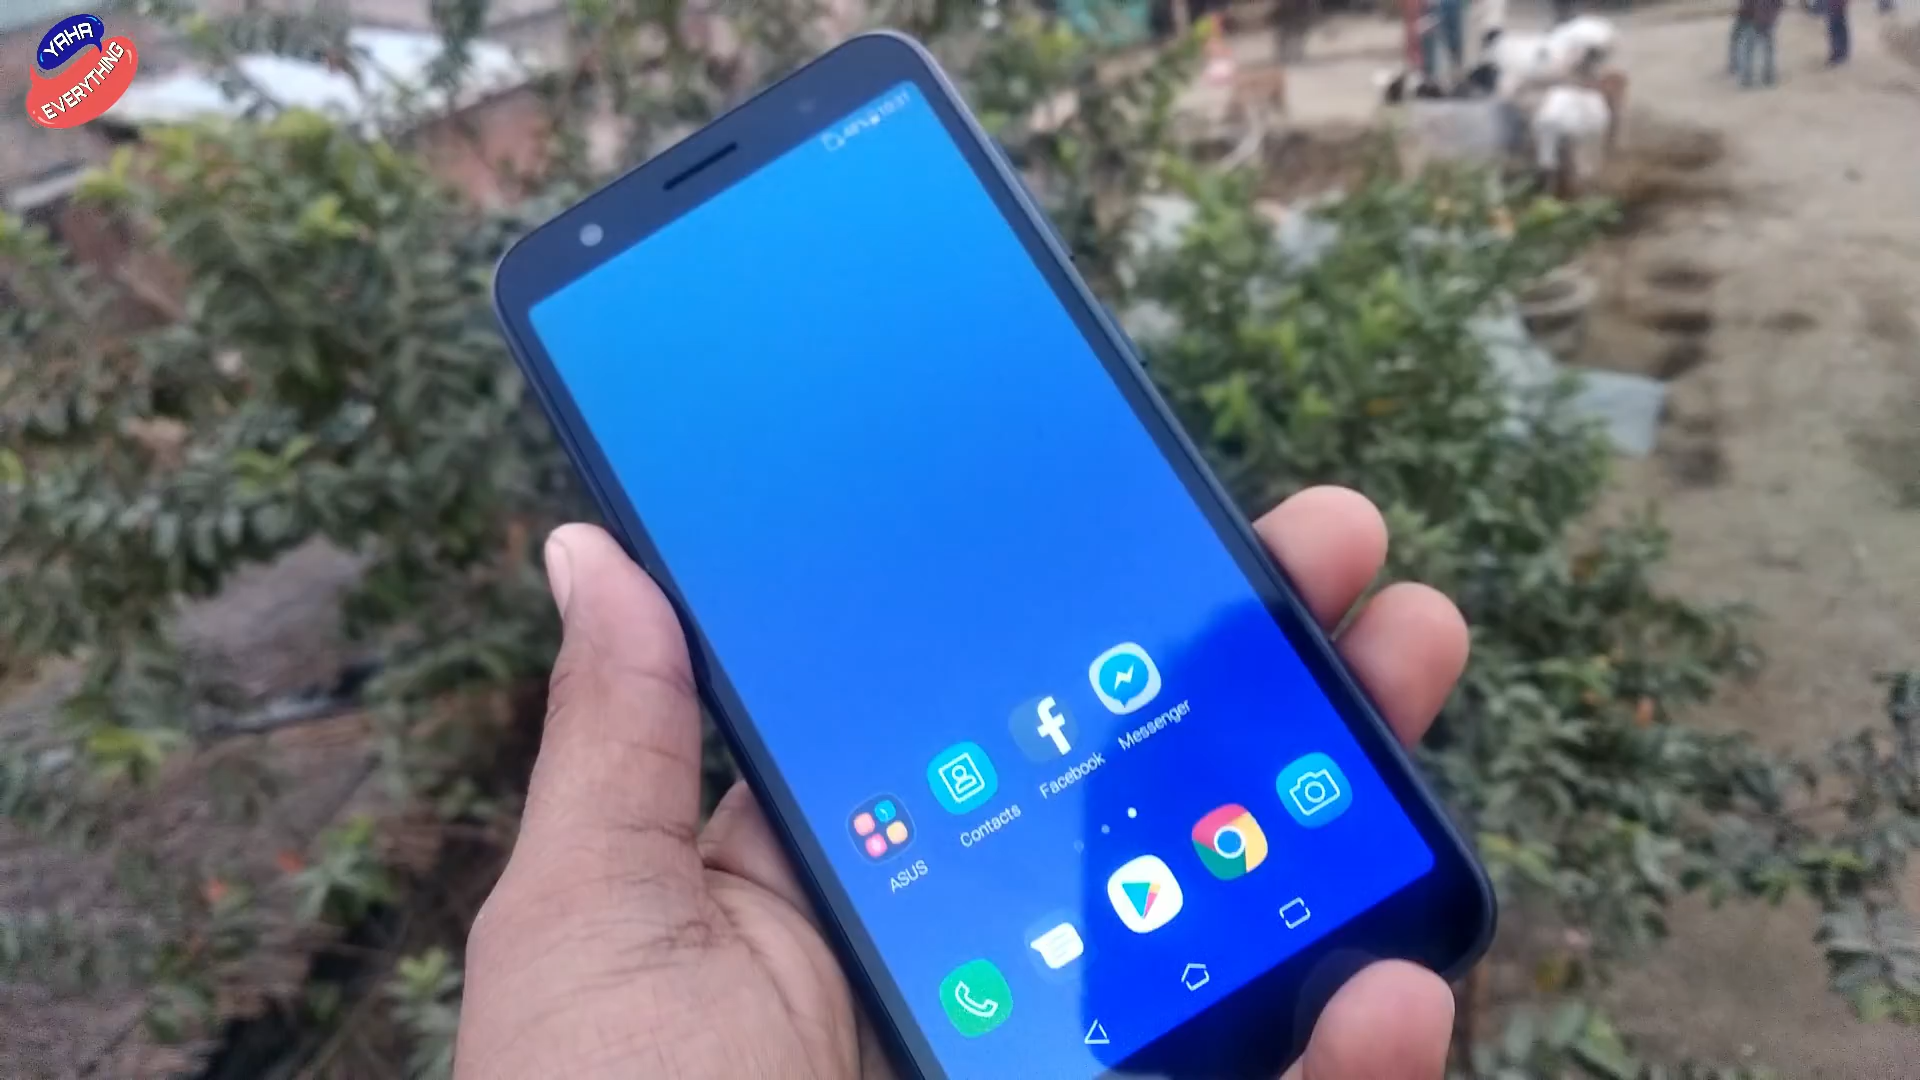 YAHA
EVERYTHING
Messenger
Facebook
Contacts
ASUS